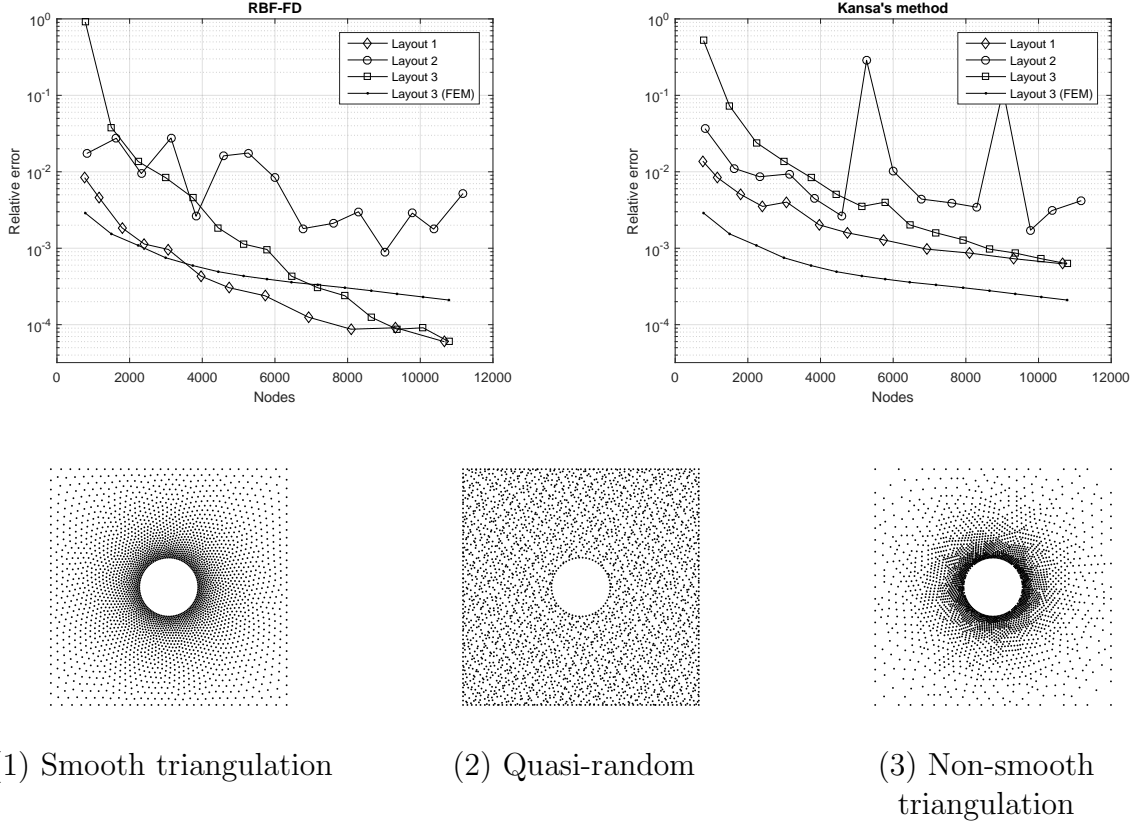 RBF-FD
Relative error
10^0
10^-1
10^-2
10^-3
10^-4
0 2000 4000 6000 8000 10000 12000
Nodes
Layout 1
Layout 2
Layout 3
Layout 3 (FEM)
Kansa's method
Relative error
10^0
10^-1
10^-2
10^-3
10^-4
0 2000 4000 6000 8000 10000 12000
Nodes
Layout 1
Layout 2
Layout 3
Layout 3 (FEM)
1) Smooth triangulation
(2) Quasi-random
(3) Non-smooth
triangulation